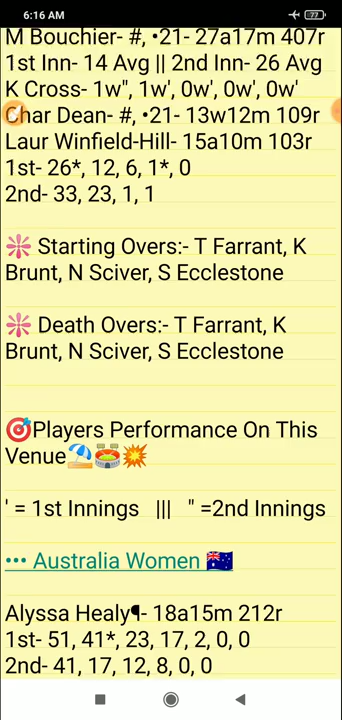 6:16 AM 77
M Bouchier- #, •21- 27a17m 407r
1st Inn- 14 Avg || 2nd Inn- 26 Avg
K Cross- 1w", 1w', 0w', 0w', 0w'
Char Dean- #, •21- 13w12m 109r
Laur Winfield-Hill- 15a10m 103r
1st- 26*, 12, 6, 1*, 0
2nd- 33, 23, 1, 1
Starting Overs:- T Farrant, K
Brunt, N Sciver, S Ecclestone
Death Overs:- T Farrant, K
Brunt, N Sciver, S Ecclestone
🎯Players Performance On This
Venue⛱️🏟️💥
' = 1st Innings ||| " =2nd Innings
••• Australia Women 🇦🇺
Alyssa Healy¶- 18a15m 212r
1st- 51, 41*, 23, 17, 2, 0, 0
2nd- 41, 17, 12, 8, 0, 0